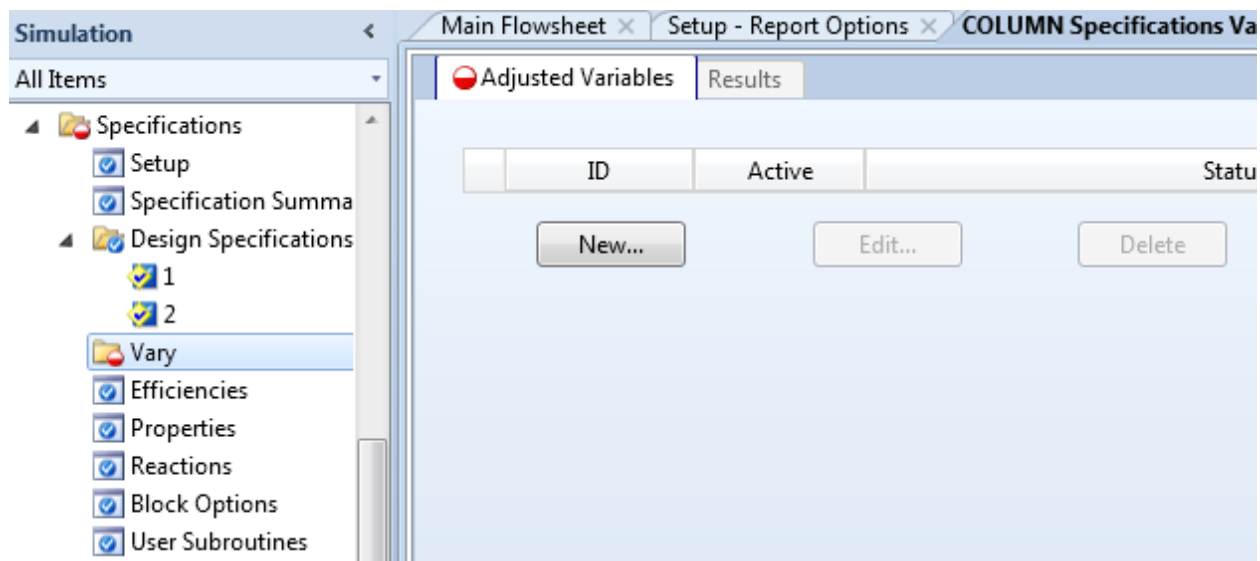 Simulation <
All Items
Specifications
Setup
Specification Summa
Design Specifications
1
2
Vary
Efficiencies
Properties
Reactions
Block Options
User Subroutines
Main Flowsheet × Setup - Report Options × COLUMN Specifications Va
Adjusted Variables Results
ID Active Statu
New... Edit... Delete